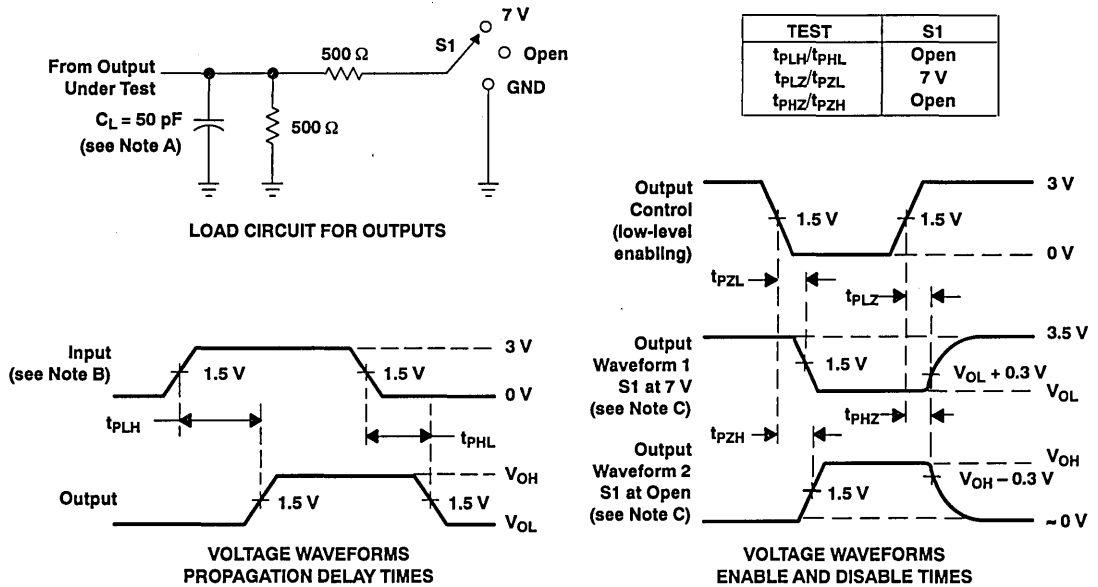 7 V
S1
Open
GND
500 Ω
From Output
Under Test
C_L = 50 pF
(see Note A)
500 Ω
LOAD CIRCUIT FOR OUTPUTS
TEST S1
t_PLH/t_PHL Open
t_PLZ/t_PZL 7 V
t_PHZ/t_PZH Open
Input
(see Note B)
1.5 V
1.5 V
3 V
0 V
t_PLH
t_PHL
Output
1.5 V
1.5 V
V_OH
V_OL
VOLTAGE WAVEFORMS
PROPAGATION DELAY TIMES
Output
Control
(low-level
enabling)
1.5 V
1.5 V
3 V
0 V
t_PZL
t_PLZ
Output
Waveform 1
S1 at 7 V
(see Note C)
1.5 V
3.5 V
V_OL + 0.3 V
V_OL
t_PZH
t_PHZ
Output
Waveform 2
S1 at Open
(see Note C)
1.5 V
V_OH
V_OH – 0.3 V
~ 0 V
VOLTAGE WAVEFORMS
ENABLE AND DISABLE TIMES